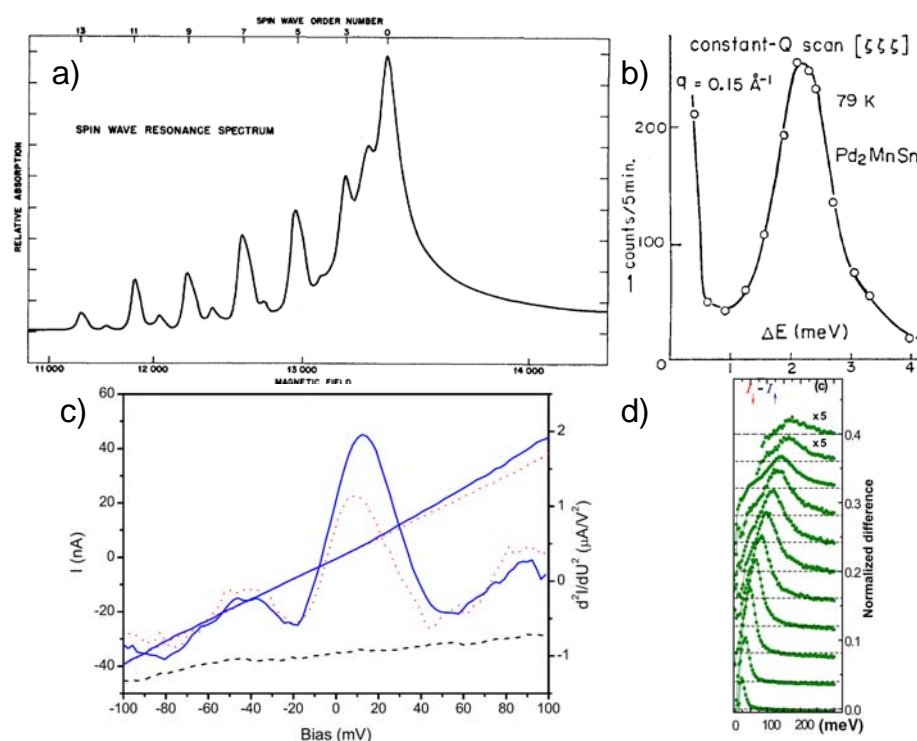 SPIN WAVE ORDER NUMBER
13 11 9 7 5 3 0
a)
SPIN WAVE RESONANCE SPECTRUM
RELATIVE ABSORPTION
11 000 12 000 13 000 14 000
MAGNETIC FIELD
b)
constant-Q scan [ζζζ]
q = 0.15 Å⁻¹
79 K
Pd₂MnSn
200
100
0
→ counts/5 min.
1 2 3 4
ΔE (meV)
c)
60
40
20
0
-20
-40
I (nA)
2
1
0
-1
d²I/dU² (μA/V²)
-100 -80 -60 -40 -20 0 20 40 60 80 100
Bias (mV)
d)
I - I (c)
x 5
x 5
0.4
0.3
0.2
0.1
0.0
Normalized difference
0 100 200 (meV)